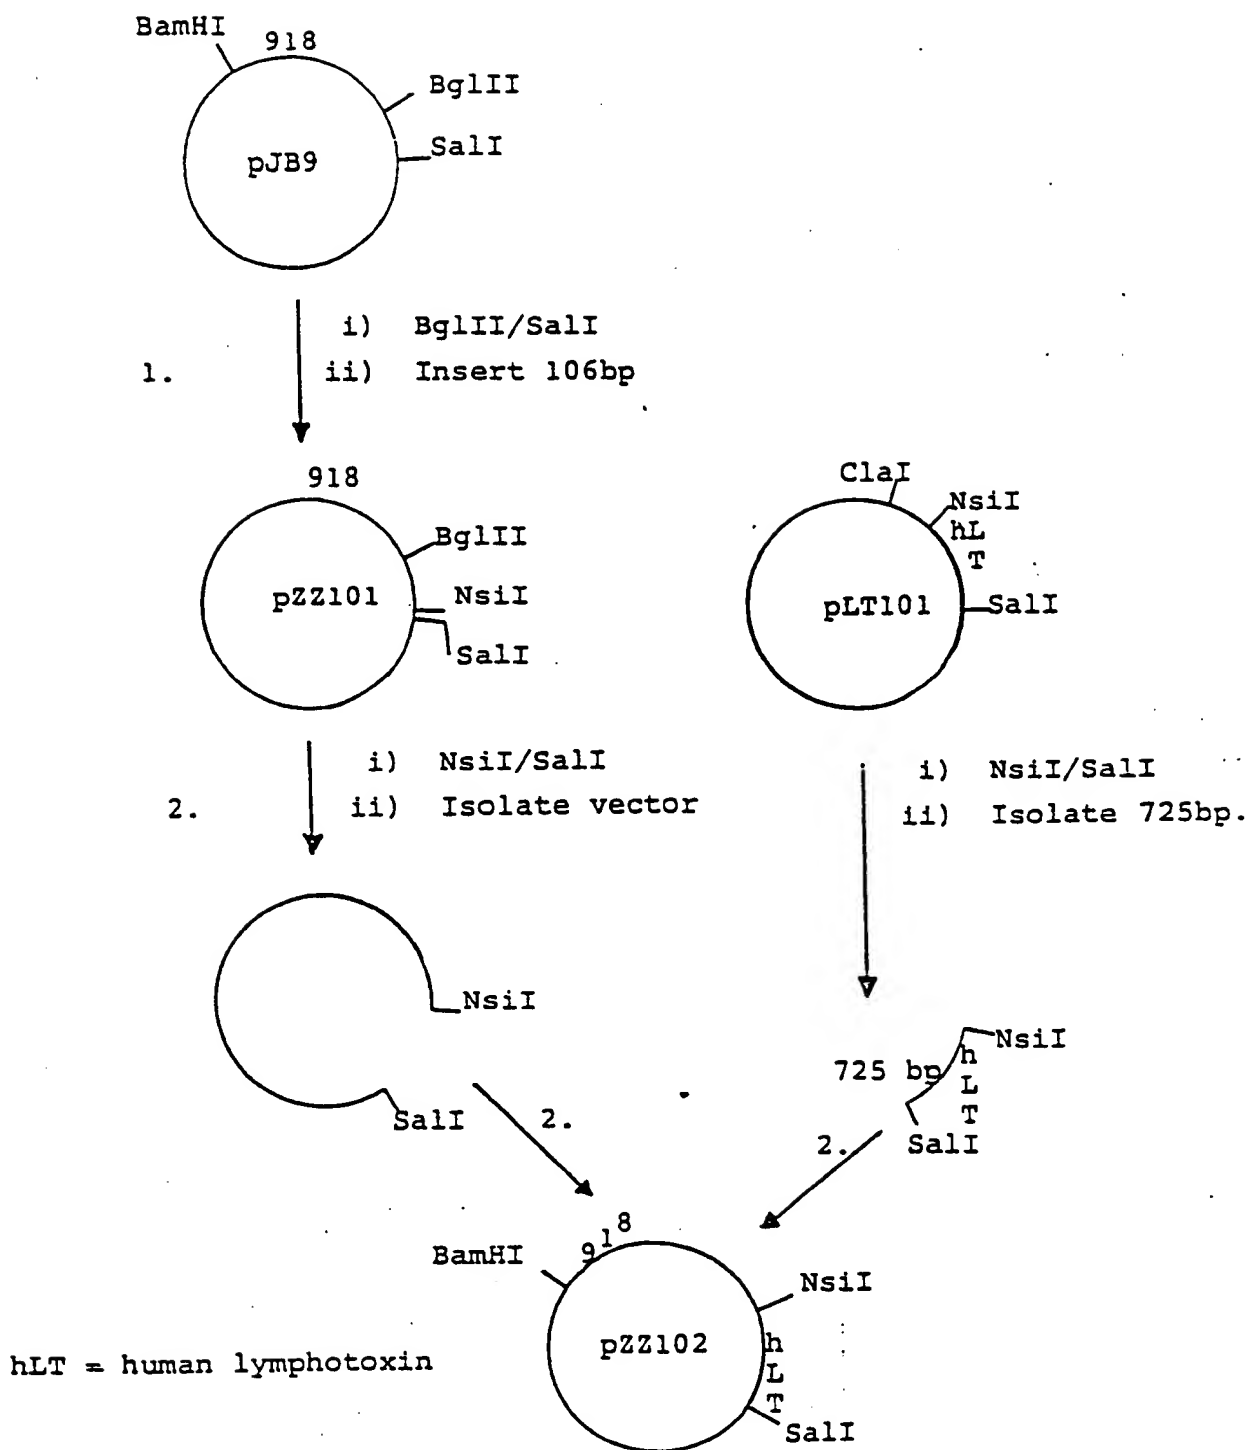 BamHI
918
BglII
SalI
pJB9
1.
i) BglII/SalI
ii) Insert 106bp
918
BglII
NsiI
SalI
pZZ101
ClaI
NsiI
hL
T
pLT101
SalI
2.
i) NsiI/SalI
ii) Isolate vector
i) NsiI/SalI
ii) Isolate 725bp.
NsiI
SalI
2.
725 bp
h
L
T
NsiI
SalI
2.
BamHI
918
NsiI
pZZ102
h
L
T
SalI
hLT = human lymphotoxin